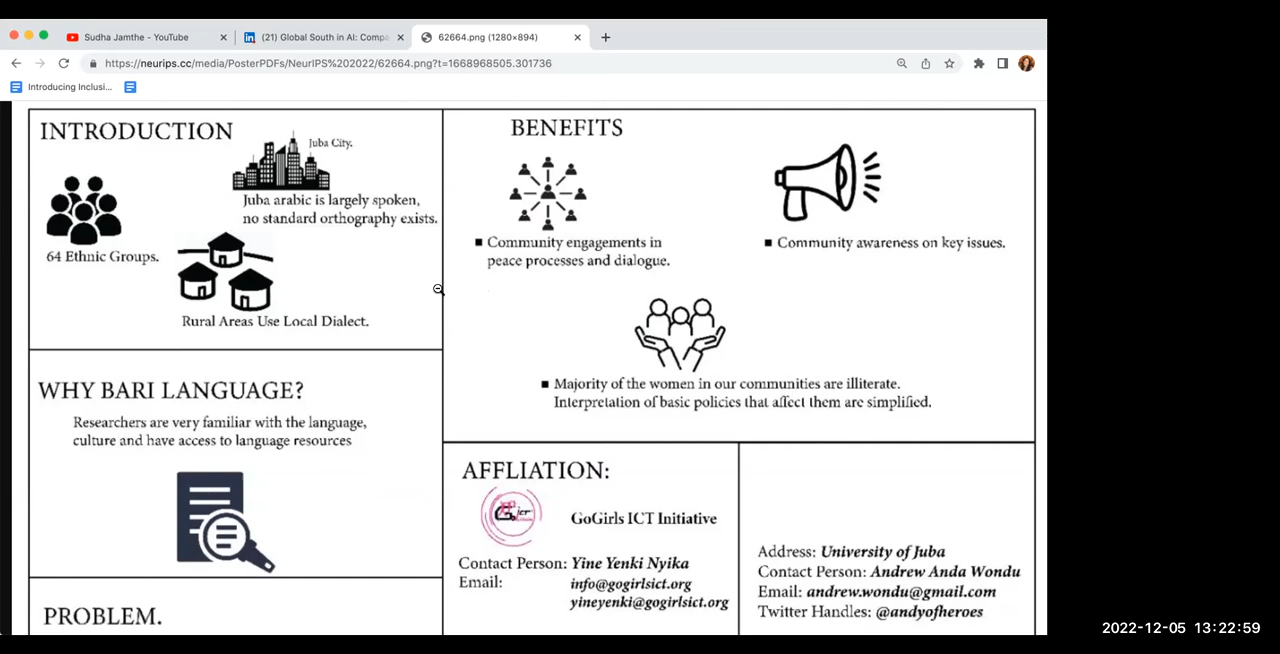 Sudha Jamthe - YouTube
(21) Global South in AI: Compa
62664.png (1280×894)
https://neurips.cc/media/PosterPDFs/NeurIPS%202022/62664.png?t=1668968505.301736
Introducing Inclusi...
INTRODUCTION
Juba City.
Juba arabic is largely spoken,
no standard orthography exists.
64 Ethnic Groups.
Rural Areas Use Local Dialect.
WHY BARI LANGUAGE?
Researchers are very familiar with the language,
culture and have access to language resources
PROBLEM.
BENEFITS
■ Community engagements in
peace processes and dialogue.
■ Community awareness on key issues.
■ Majority of the women in our communities are illiterate.
Interpretation of basic policies that affect them are simplified.
AFFLIATION:
GoGirls ICT Initiative
Contact Person: Yine Yenki Nyika
Email: info@gogirlsict.org
yineyenki@gogirlsict.org
Address: University of Juba
Contact Person: Andrew Anda Wondu
Email: andrew.wondu@gmail.com
Twitter Handles: @andyofheroes
2022-12-05 13:22:59